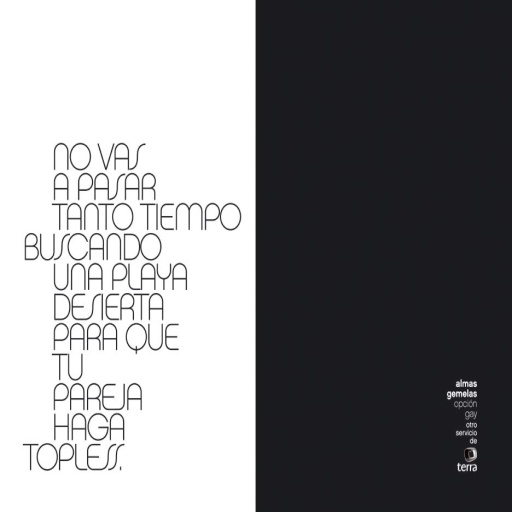 NO VAS
A PASAR
TANTO TIEMPO
BUSCANDO
UNA PLAYA
DESIERTA
PARA QUE
TU
PAREJA
HAGA
TOPLESS.
almas
gemelas
opción
gay
otro
servicio
de
terra